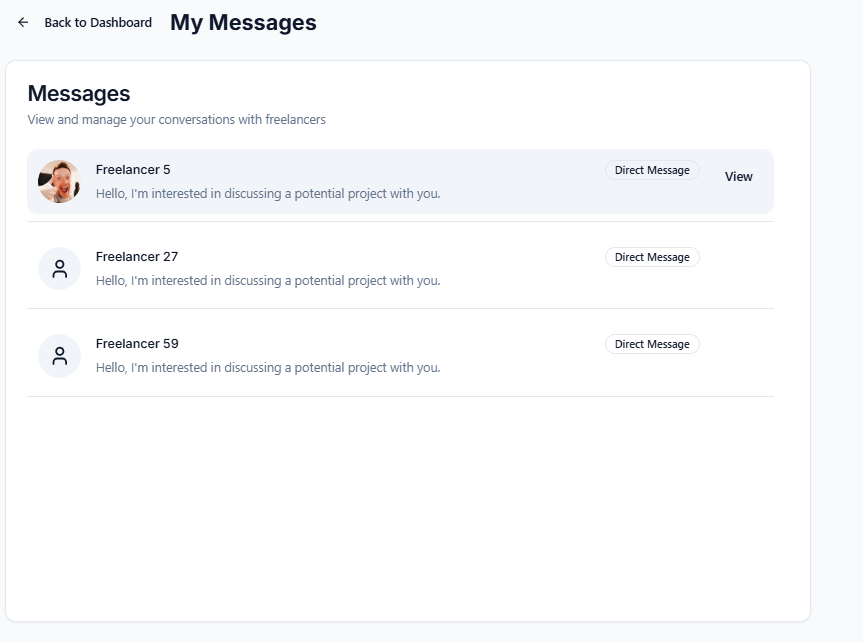 Back to Dashboard My Messages
Messages
View and manage your conversations with freelancers
Freelancer 5 Direct Message View
Hello, I'm interested in discussing a potential project with you.
Freelancer 27 Direct Message
Hello, I'm interested in discussing a potential project with you.
Freelancer 59 Direct Message
Hello, I'm interested in discussing a potential project with you.